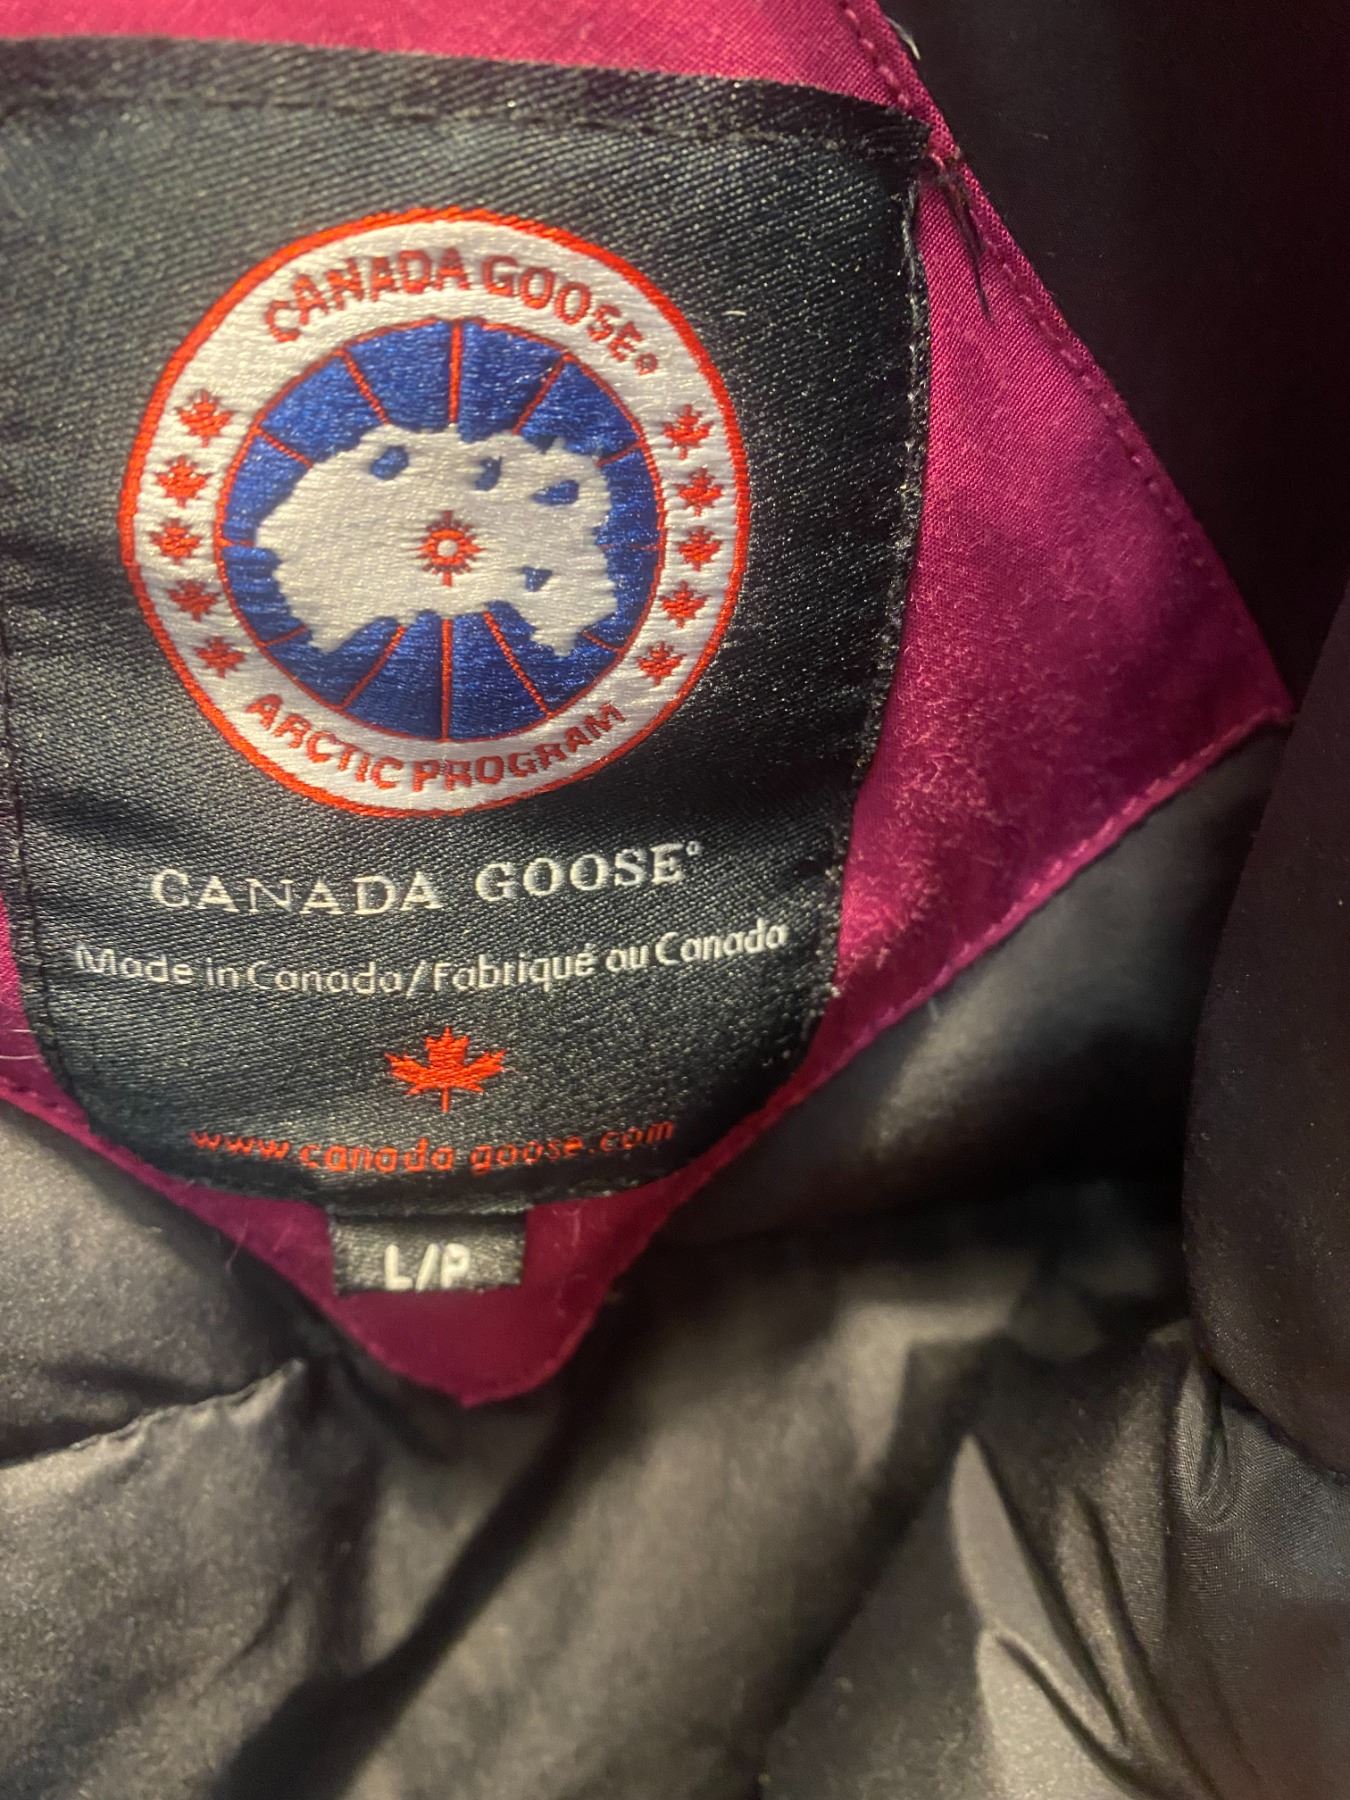 CANADA GOOSE®
ARCTIC PROGRAM
CANADA GOOSE®
Made in Canada/Fabriqué au Canada
www.canada-goose.com
L/P